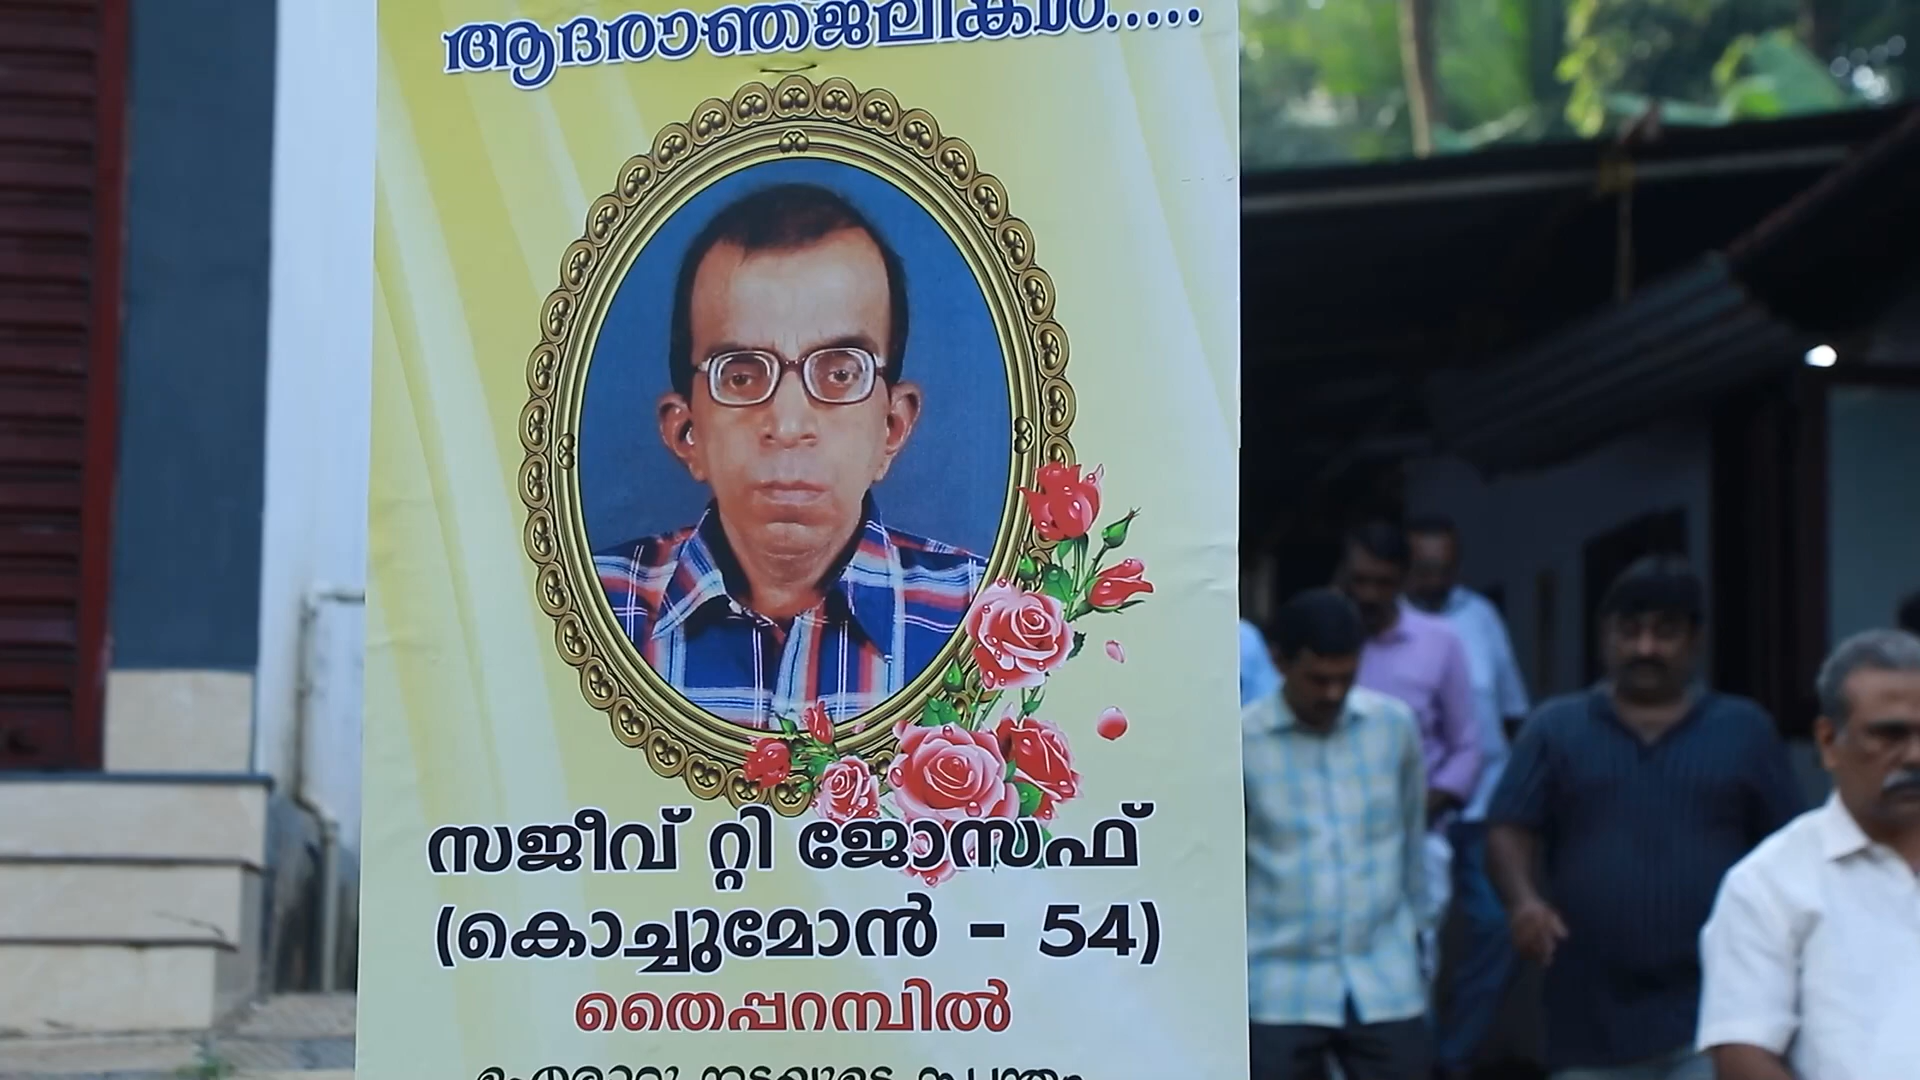 ആദരാഞ്ജലികൾ.....
സജീവ് റ്റി ജോസഫ്
(കൊച്ചുമോൻ - 54)
തൈപ്പറമ്പിൽ